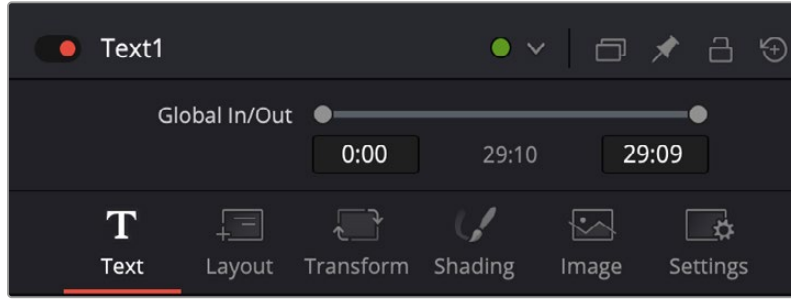 Text1
Global In/Out
0:00 29:10 29:09
T
Text Layout Transform Shading Image Settings